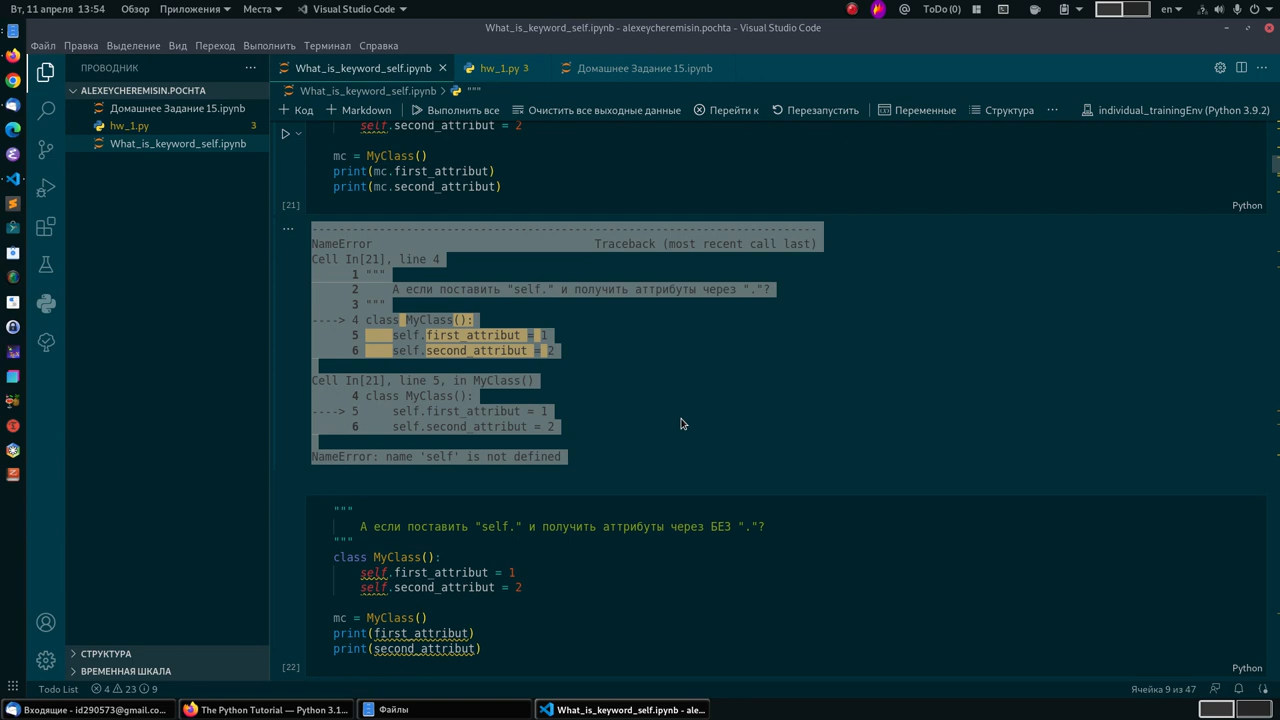 Вт, 11 апреля 13:54 Обзор Приложения Места Visual Studio Code ToDo (0) en
What_is_keyword_self.ipynb - alexeycheremisin.pochta - Visual Studio Code
Файл Правка Выделение Вид Переход Выполнить Терминал Справка
ПРОВОДНИК ···
What_is_keyword_self.ipynb hw_1.py 3 Домашнее Задание 15.ipynb
ALEXEYCHEREMISIN.POCHTA
What_is_keyword_self.ipynb > """
Домашнее Задание 15.ipynb
hw_1.py 3
What_is_keyword_self.ipynb
+ Код + Markdown Выполнить все Очистить все выходные данные Перейти к Перезапустить Переменные Структура ··· individual_trainingEnv (Python 3.9.2)
self.second_attribut = 2
mc = MyClass()
print(mc.first_attribut)
print(mc.second_attribut)
[21] Python
---------------------------------------------------------------------------
NameError Traceback (most recent call last)
Cell In[21], line 4
1 """
2 А если поставить "self." и получить аттрибуты через "."?
3 """
----> 4 class MyClass():
5 self.first_attribut = 1
6 self.second_attribut = 2
Cell In[21], line 5, in MyClass()
4 class MyClass():
----> 5 self.first_attribut = 1
6 self.second_attribut = 2
NameError: name 'self' is not defined
"""
А если поставить "self." и получить аттрибуты через БЕЗ "."?
"""
class MyClass():
self.first_attribut = 1
self.second_attribut = 2
mc = MyClass()
print(first_attribut)
print(second_attribut)
[22] Python
СТРУКТУРА
ВРЕМЕННАЯ ШКАЛА
Todo List 4 23 9 Ячейка 9 из 47
Входящие - id290573@gmail.co... The Python Tutorial — Python 3.1... Файлы What_is_keyword_self.ipynb - ale...